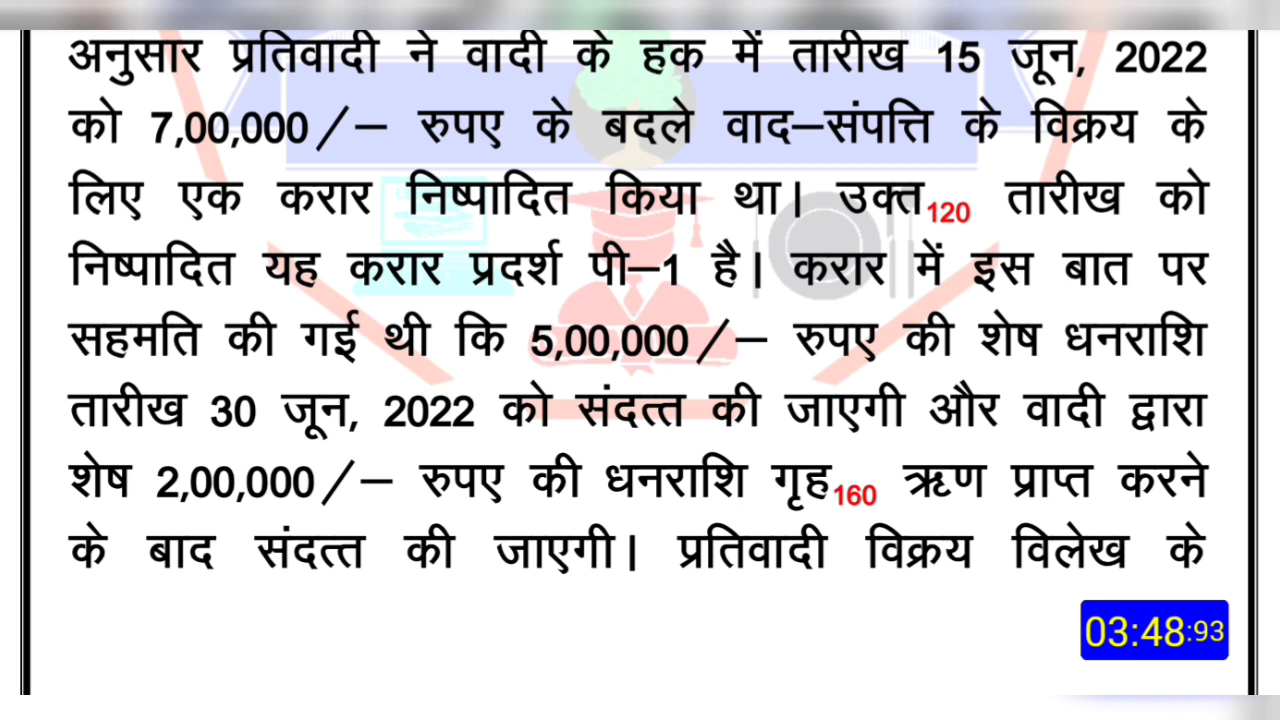 अनुसार प्रतिवादी ने वादी के हक में तारीख 15 जून, 2022
को 7,00,000/– रुपए के बदले वाद–संपत्ति के विक्रय के
लिए एक करार निष्पादित किया था। उक्त120 तारीख को
निष्पादित यह करार प्रदर्श पी–1 है। करार में इस बात पर
सहमति की गई थी कि 5,00,000/– रुपए की शेष धनराशि
तारीख 30 जून, 2022 को संदत्त की जाएगी और वादी द्वारा
शेष 2,00,000/– रुपए की धनराशि गृह160 ऋण प्राप्त करने
के बाद संदत्त की जाएगी। प्रतिवादी विक्रय विलेख के
03:48:93